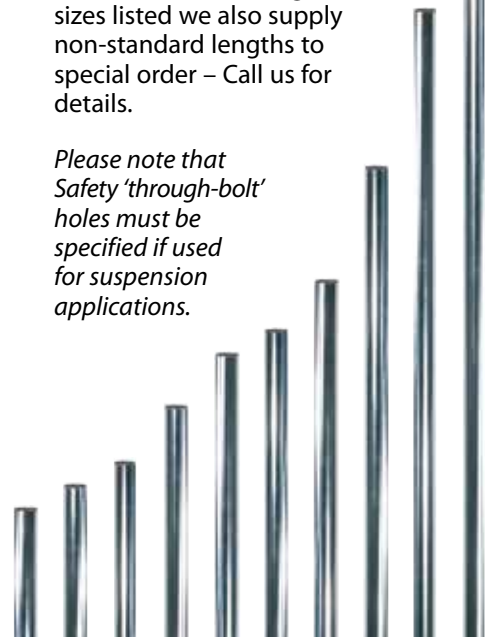 sizes listed we also supply
non-standard lengths to
special order – Call us for
details.
Please note that
Safety ‘through-bolt’
holes must be
specified if used
for suspension
applications.